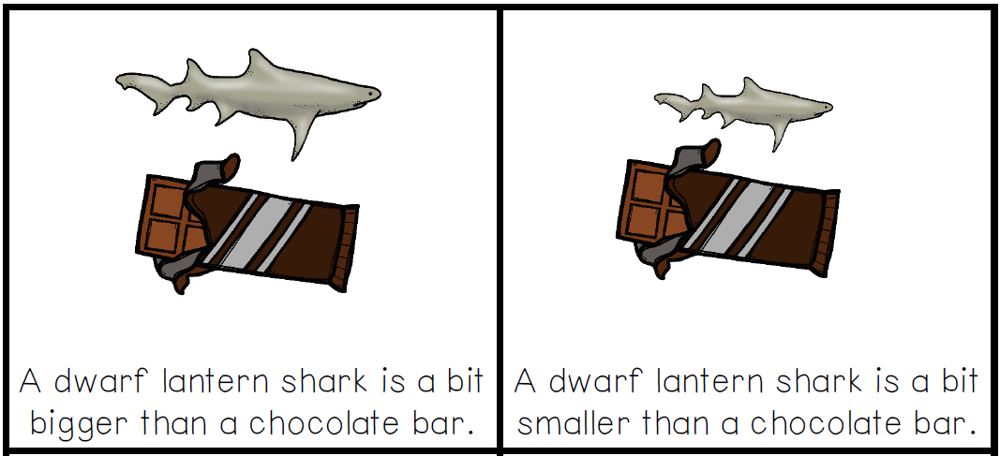 A dwarf lantern shark is a bit
bigger than a chocolate bar.
A dwarf lantern shark is a bit
smaller than a chocolate bar.